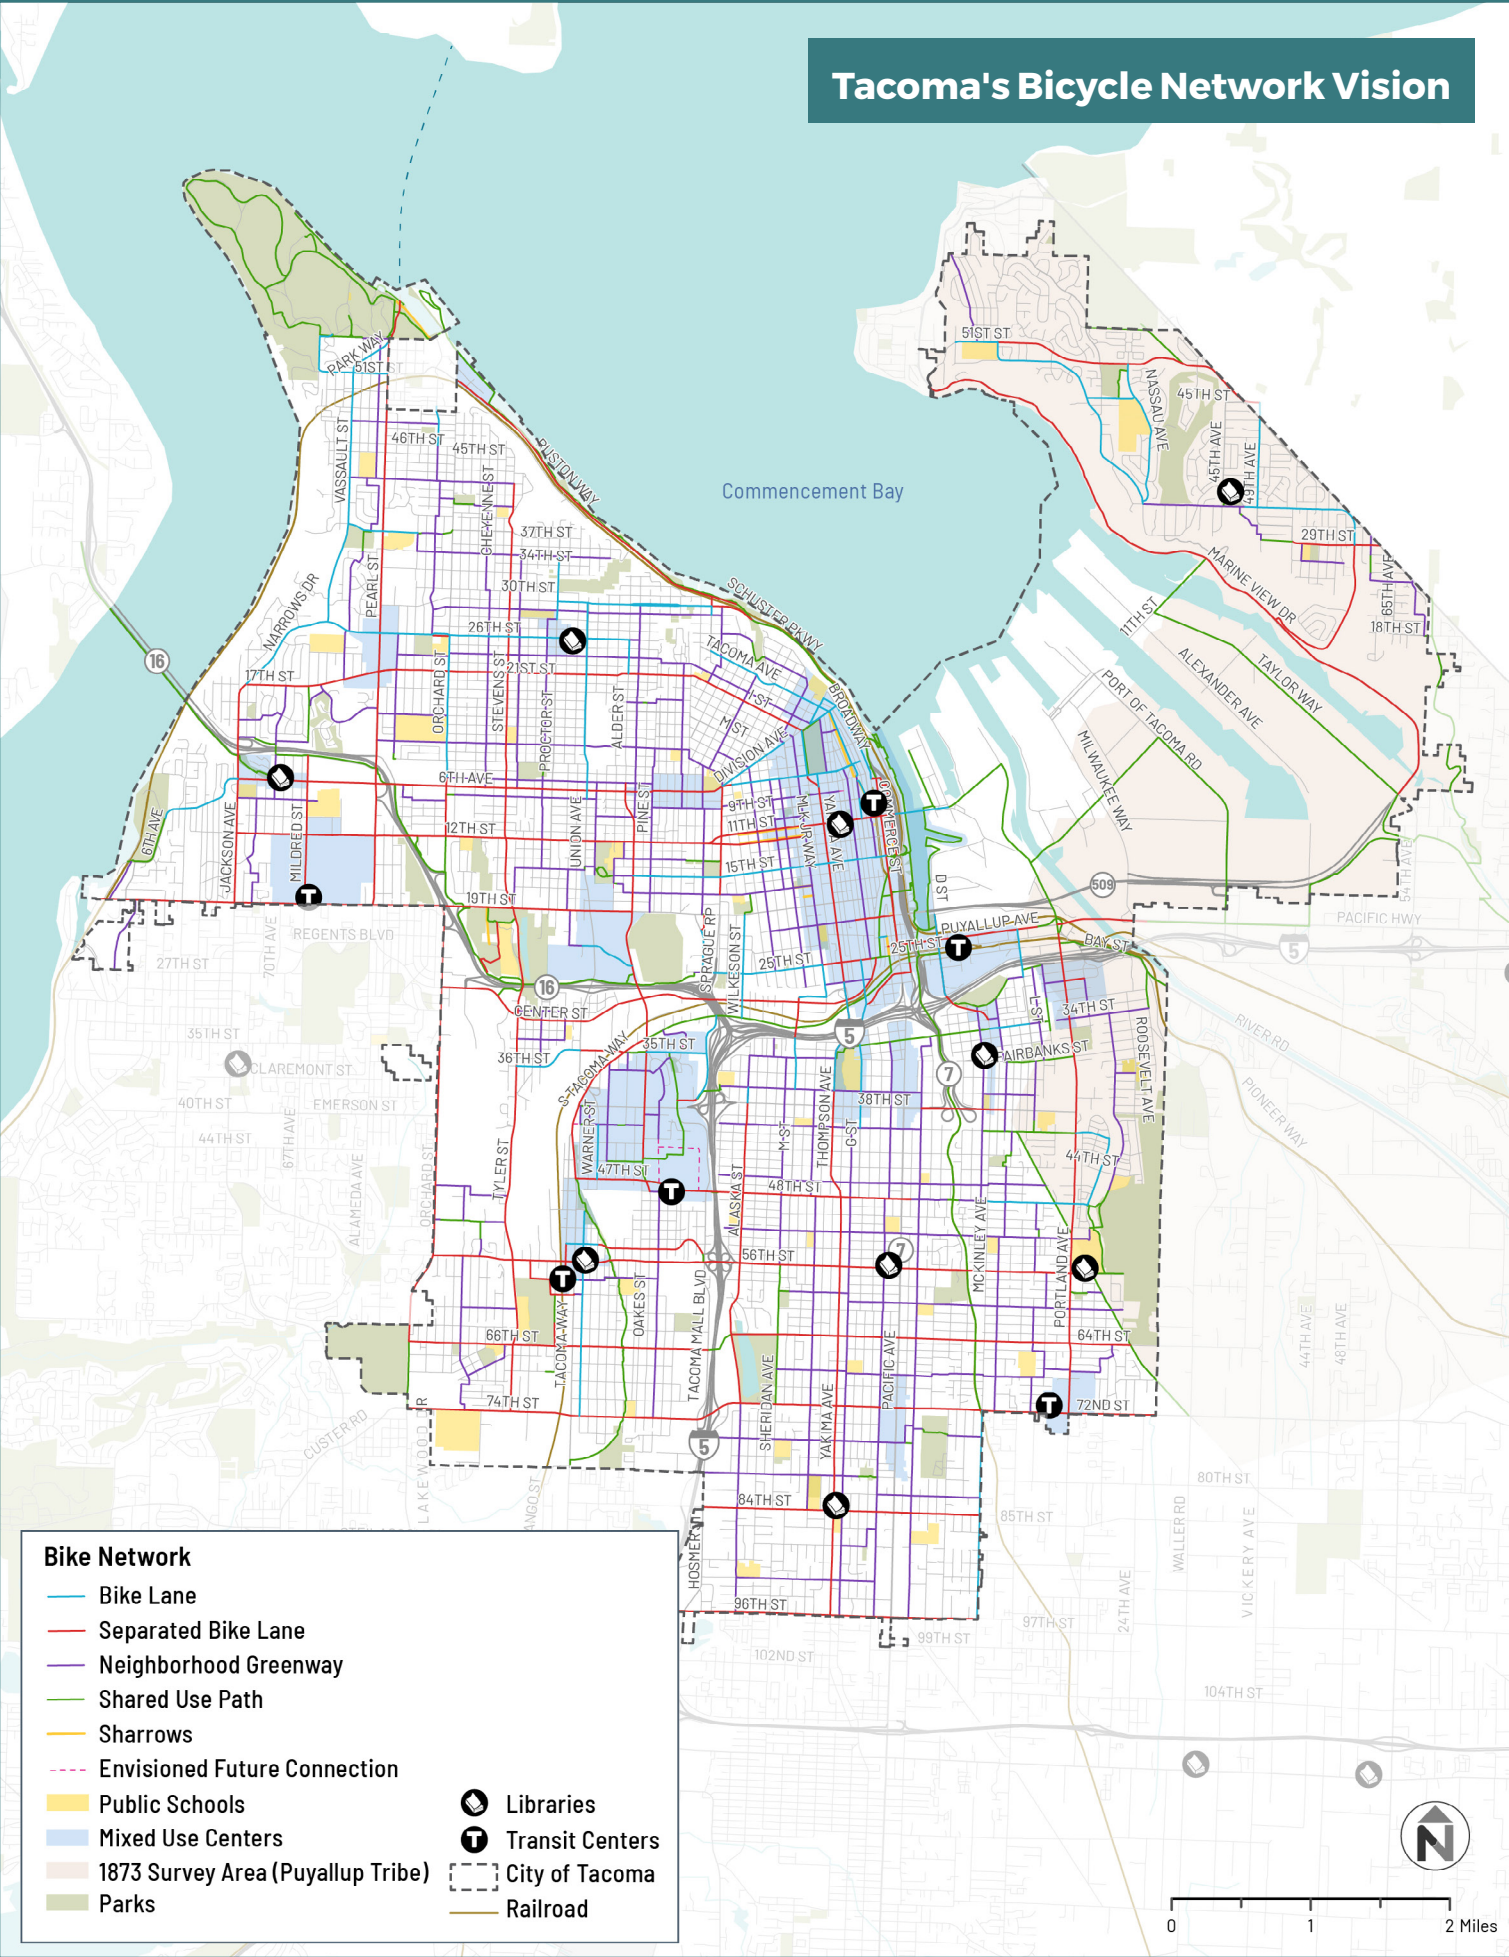 Tacoma's Bicycle Network Vision
PARK WAY
51ST ST
51ST ST
NASSAU AVE
45TH ST
45TH AVE
49TH AVE
VASSAULT ST
46TH ST
45TH ST
RUSTON WAY
CHEYENNE ST
Commencement Bay
37TH ST
34TH ST
29TH ST
MARINE VIEW DR
65TH AVE
18TH ST
PEARL ST
30TH ST
NARROWS DR
SCHUSTER PKWY
11TH ST
26TH ST
16
17TH ST
21ST ST
TACOMA AVE
I ST
M ST
BROADWAY
ORCHARD ST
STEVENS ST
PROCTOR ST
ALDER ST
DIVISION AVE
PORT OF TACOMA RD
ALEXANDER AVE
TAYLOR WAY
MILWAUKEE WAY
6TH AVE
6TH AVE
JACKSON AVE
MILDRED ST
12TH ST
UNION AVE
PINE ST
9TH ST
11TH ST
15TH ST
MLK JR WAY
COMMERCE ST
D ST
509
54TH AVE
19TH ST
REGENTS BLVD
27TH ST
70TH AVE
SPRAGUE
WILKESON ST
25TH ST
25TH ST
PUYALLUP AVE
BAY ST
PACIFIC HWY
5
16
CENTER ST
L ST
34TH ST
ROOSEVELT AVE
RIVER RD
35TH ST
CLAREMONT ST
36TH ST
S TACOMA WAY
35TH ST
5
FAIRBANKS ST
7
40TH ST
EMERSON ST
38TH ST
PIONEER WAY
44TH ST
67TH AVE
WARNER ST
M ST
THOMPSON AVE
G ST
44TH ST
TYLER ST
47TH ST
48TH ST
ALAMEDA AVE
ORCHARD ST
ALASKA ST
56TH ST
7
MCKINLEY AVE
PORTLAND AVE
OAKES ST
TACOMA MALL BLVD
66TH ST
64TH ST
TACOMA WAY
44TH AVE
48TH AVE
SHERIDAN AVE
YAKIMA AVE
PACIFIC AVE
74TH ST
72ND ST
CUSTER RD
5
80TH ST
84TH ST
85TH ST
WALLER RD
VICKERY AVE
24TH AVE
96TH ST
97TH ST
99TH ST
102ND ST
104TH ST
Bike Network
Bike Lane
Separated Bike Lane
Neighborhood Greenway
Shared Use Path
Sharrows
Envisioned Future Connection
Public Schools
Mixed Use Centers
1873 Survey Area (Puyallup Tribe)
Parks
Libraries
T Transit Centers
City of Tacoma
Railroad
N
0 1 2 Miles